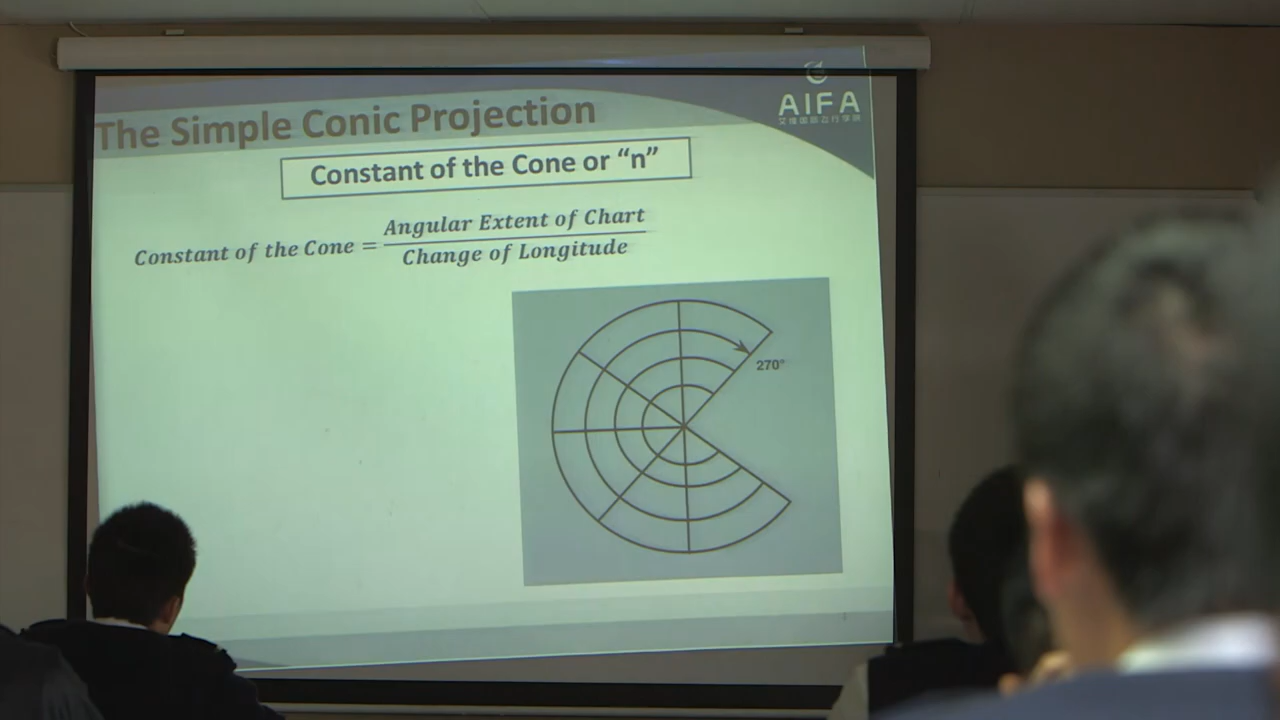 The Simple Conic Projection
AIFA
Constant of the Cone or “n”
Constant of the Cone = Angular Extent of Chart
Change of Longitude
270°